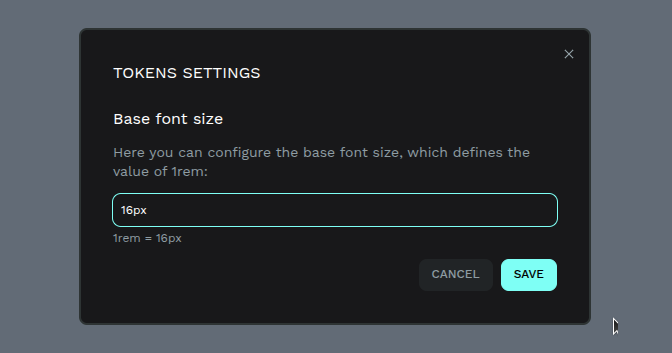 TOKENS SETTINGS
Base font size
Here you can configure the base font size, which defines the
value of 1rem:
16px
1rem = 16px
CANCEL SAVE